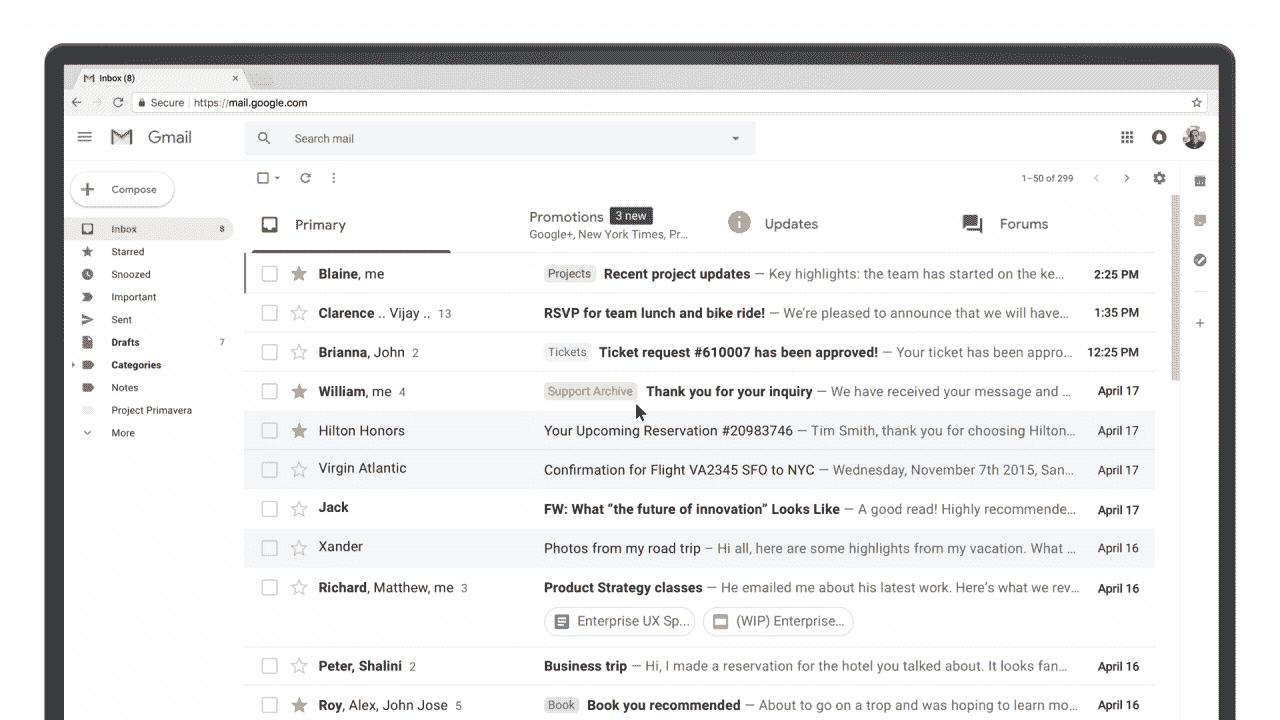 Inbox (8)
Secure https://mail.google.com
Gmail
Search mail
Compose
1–50 of 299
Inbox 8
Starred
Snoozed
Important
Sent
Drafts 7
Categories
Notes
Project Primavera
More
Primary
Promotions 3 new
Google+, New York Times, Pr...
Updates
Forums
Blaine, me Projects Recent project updates — Key highlights: the team has started on the ke... 2:25 PM
Clarence .. Vijay .. 13 RSVP for team lunch and bike ride! — We’re pleased to announce that we will have... 1:35 PM
Brianna, John 2 Tickets Ticket request #610007 has been approved! — Your ticket has been appro... 12:25 PM
William, me 4 Support Archive Thank you for your inquiry — We have received your message and ... April 17
Hilton Honors Your Upcoming Reservation #20983746 — Tim Smith, thank you for choosing Hilton... April 17
Virgin Atlantic Confirmation for Flight VA2345 SFO to NYC — Wednesday, November 7th 2015, San... April 17
Jack FW: What “the future of innovation” Looks Like — A good read! Highly recommende... April 17
Xander Photos from my road trip – Hi all, here are some highlights from my vacation. What ... April 16
Richard, Matthew, me 3 Product Strategy classes — He emailed me about his latest work. Here’s what we rev... April 16
Enterprise UX Sp... (WIP) Enterprise...
Peter, Shalini 2 Business trip — Hi, I made a reservation for the hotel you talked about. It looks fan... April 16
Roy, Alex, John Jose 5 Book Book you recommended — About to go on a trop and was hoping to learn mo... April 16